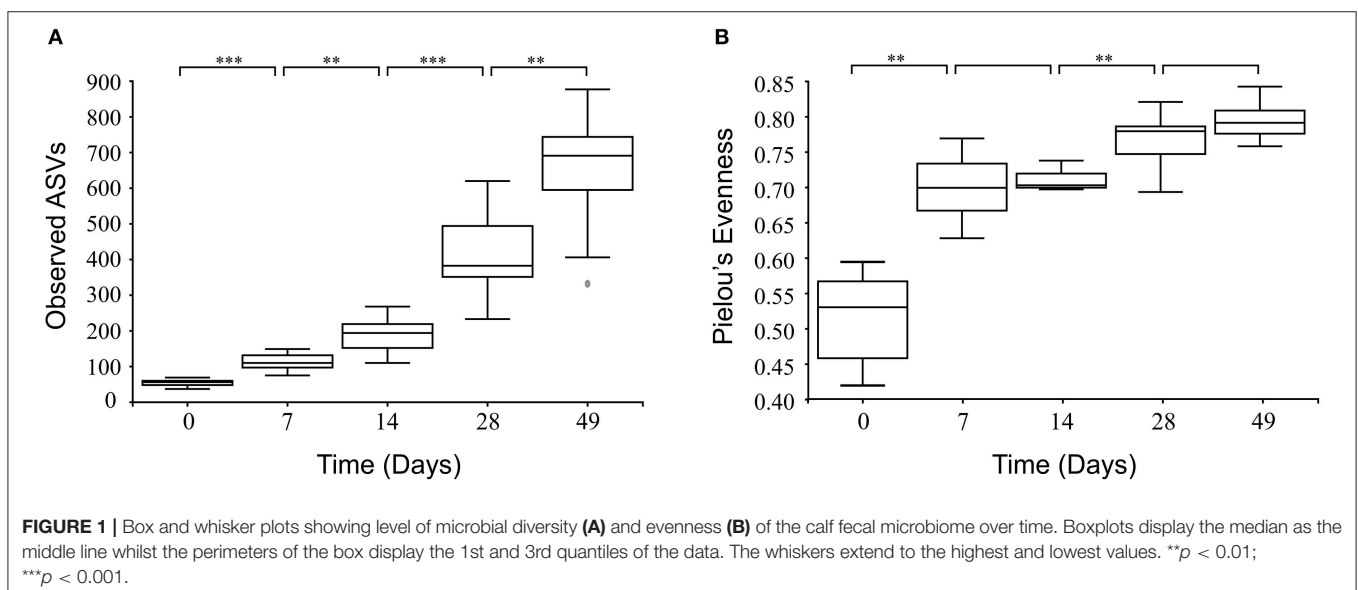 A
B
*** ** *** **
** **
900
800
700
600
500
400
300
200
100
0
Observed ASVs
0 7 14 28 49
Time (Days)
0.85
0.80
0.75
0.70
0.65
0.60
0.55
0.50
0.45
0.40
Pielou's Evenness
0 7 14 28 49
Time (Days)
FIGURE 1 | Box and whisker plots showing level of microbial diversity (A) and evenness (B) of the calf fecal microbiome over time. Boxplots display the median as the
middle line whilst the perimeters of the box display the 1st and 3rd quantiles of the data. The whiskers extend to the highest and lowest values. **p < 0.01;
***p < 0.001.